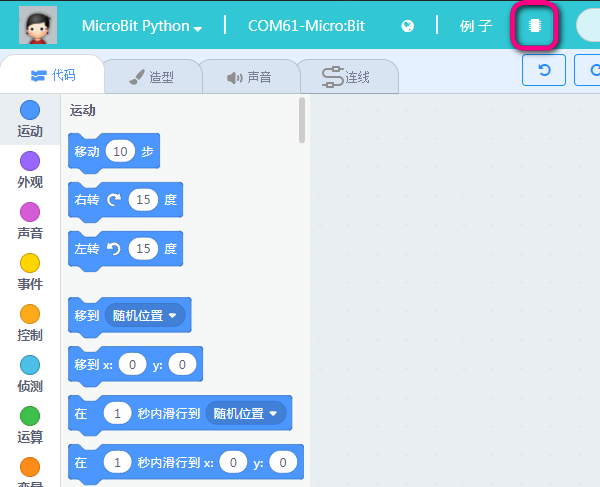 MicroBit Python COM61-Micro:Bit 例子
代码 造型 声音 连线
运动
外观
声音
事件
控制
侦测
运算
变量
运动
移动 10 步
右转 15 度
左转 15 度
移到 随机位置
移到 x: 0 y: 0
在 1 秒内滑行到 随机位置
在 1 秒内滑行到 x: 0 y: 0